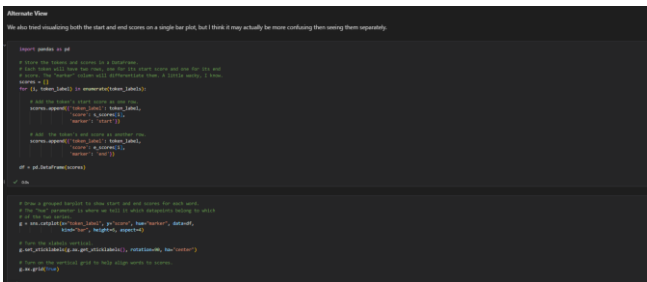 Alternate View
We also tried visualizing both the start and end scores on a single bar plot, but I think it may actually be more confusing then seeing them separately.
import pandas as pd
# Store the tokens and scores in a DataFrame.
# Each token will have two rows, one for its start score and one for its end
# score. The "marker" column will differentiate them. A little wacky, I know.
scores = []
for (i, token_label) in enumerate(token_labels):
# Add the token's start score as one row.
scores.append({'token_label': token_label,
'score': s_scores[i],
'marker': 'start'})
# Add the token's end score as another row.
scores.append({'token_label': token_label,
'score': e_scores[i],
'marker': 'end'})
df = pd.DataFrame(scores)
# Draw a grouped barplot to show start and end scores for each word.
# The "hue" parameter is where we tell it which datapoints belong to which
# of the two series.
g = sns.catplot(x="token_label", y="score", hue="marker", data=df,
kind="bar", height=6, aspect=4)
# Turn the xlabels vertical.
g.set_xticklabels(g.ax.get_xticklabels(), rotation=90, ha="center")
# Turn on the vertical grid to help align words to scores.
g.ax.grid(True)